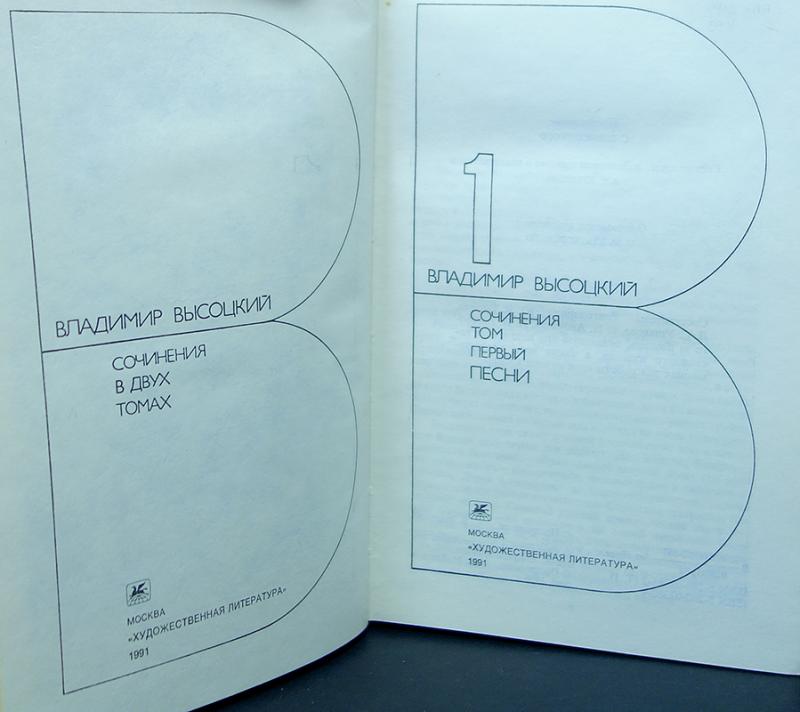 ВЛАДИМИР ВЫСОЦКИЙ
СОЧИНЕНИЯ
В ДВУХ
ТОМАХ
МОСКВА
«ХУДОЖЕСТВЕННАЯ ЛИТЕРАТУРА»
1991
1
ВЛАДИМИР ВЫСОЦКИЙ
СОЧИНЕНИЯ
ТОМ
ПЕРВЫЙ
ПЕСНИ
МОСКВА
«ХУДОЖЕСТВЕННАЯ ЛИТЕРАТУРА»
1991